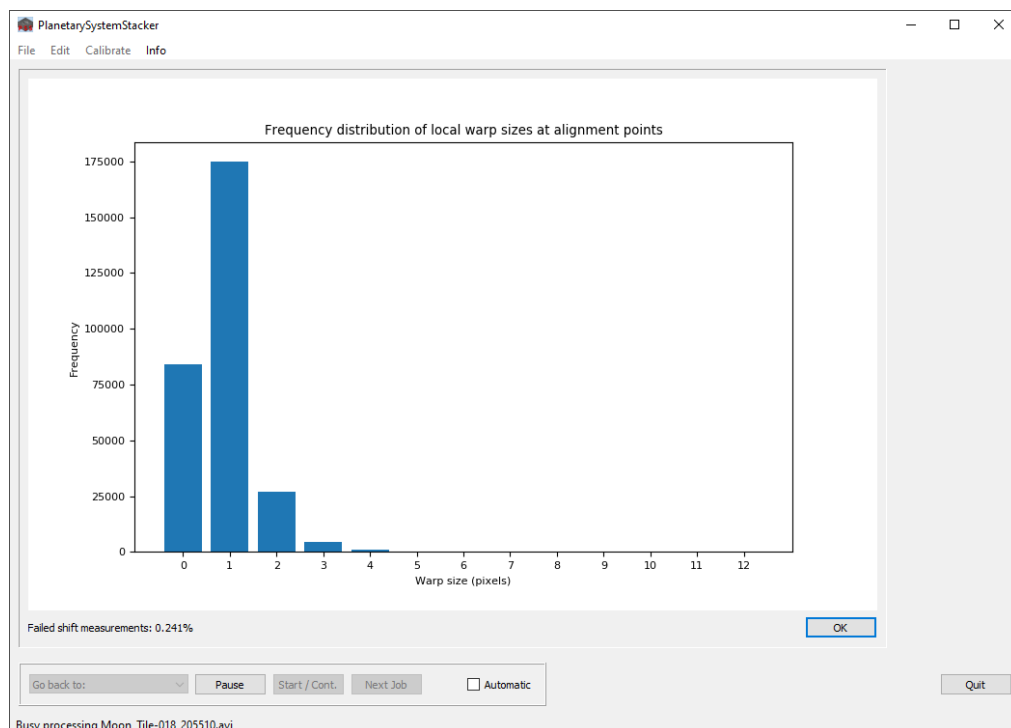 PlanetarySystemStacker
File Edit Calibrate Info
Frequency distribution of local warp sizes at alignment points
175000
150000
125000
100000
75000
50000
25000
0
Frequency
0 1 2 3 4 5 6 7 8 9 10 11 12
Warp size (pixels)
Failed shift measurements: 0.241%
OK
Go back to: Pause Start / Cont. Next Job Automatic Quit
Busy processing Moon_Tile-018_205510.avi